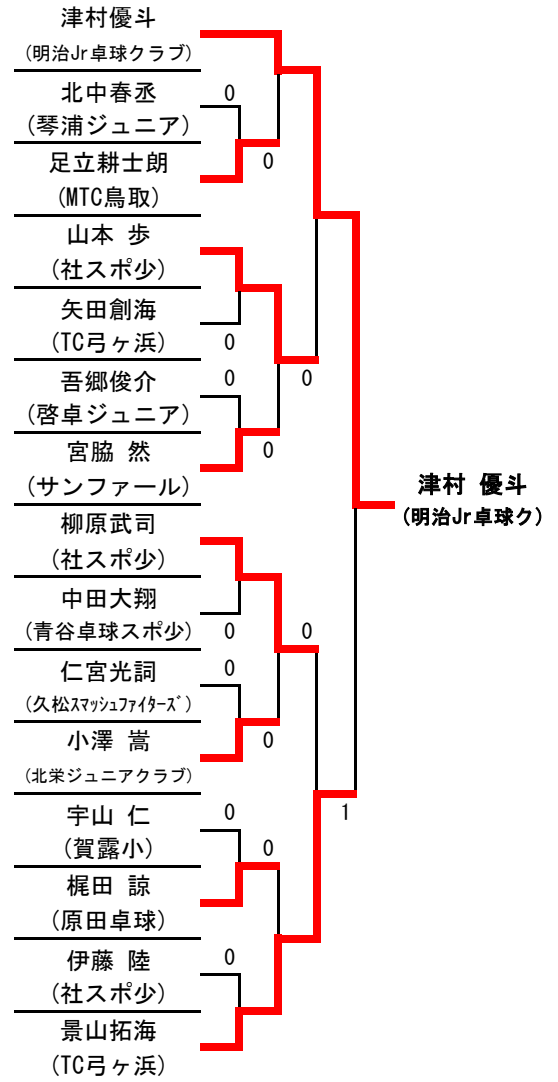 津村優斗
(明治Jr卓球クラブ)
北中春丞
0
(琴浦ジュニア)
足立耕士朗
0
(MTC鳥取)
山本 歩
(社スポ少)
矢田創海
(TC弓ヶ浜)
0
吾郷俊介
0
0
(啓卓ジュニア)
宮脇 然
0
(サンファール)
津村 優斗
(明治Jr卓球ク)
柳原武司
(社スポ少)
中田大翔
(青谷卓球スポ少)
0
0
仁宮光詞
0
(久松スマッシュファイターズ)
小澤 嵩
0
(北栄ジュニアクラブ)
宇山 仁
0
1
(賀露小)
0
梶田 諒
(原田卓球)
伊藤 陸
0
(社スポ少)
景山拓海
(TC弓ヶ浜)